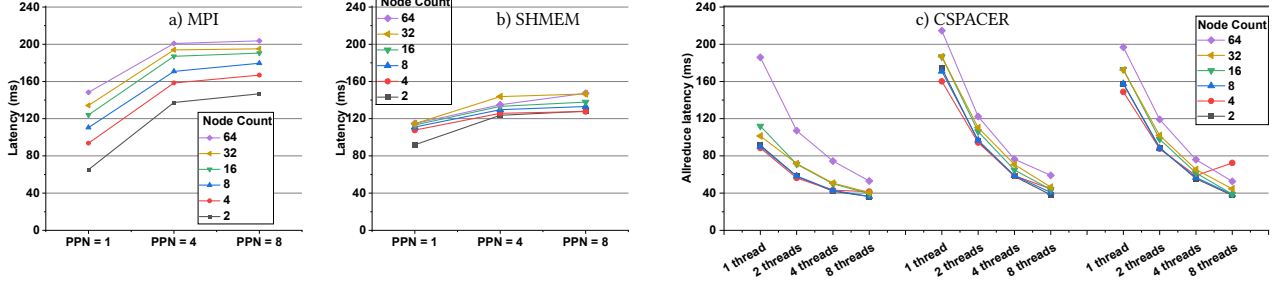 a) MPI
240
200
160
120
80
40
0
Latency (ms)
PPN = 1
PPN = 4
PPN = 8
Node Count
64
32
16
8
4
2
b) SHMEM
240
200
160
120
80
40
0
Latency (ms)
PPN = 1
PPN = 4
PPN = 8
Node Count
64
32
16
8
4
2
c) CSPACER
240
200
160
120
80
40
0
Allreduce latency (ms)
1 thread
2 threads
4 threads
8 threads
1 thread
2 threads
4 threads
8 threads
1 thread
2 threads
4 threads
8 threads
Node Count
64
32
16
8
4
2